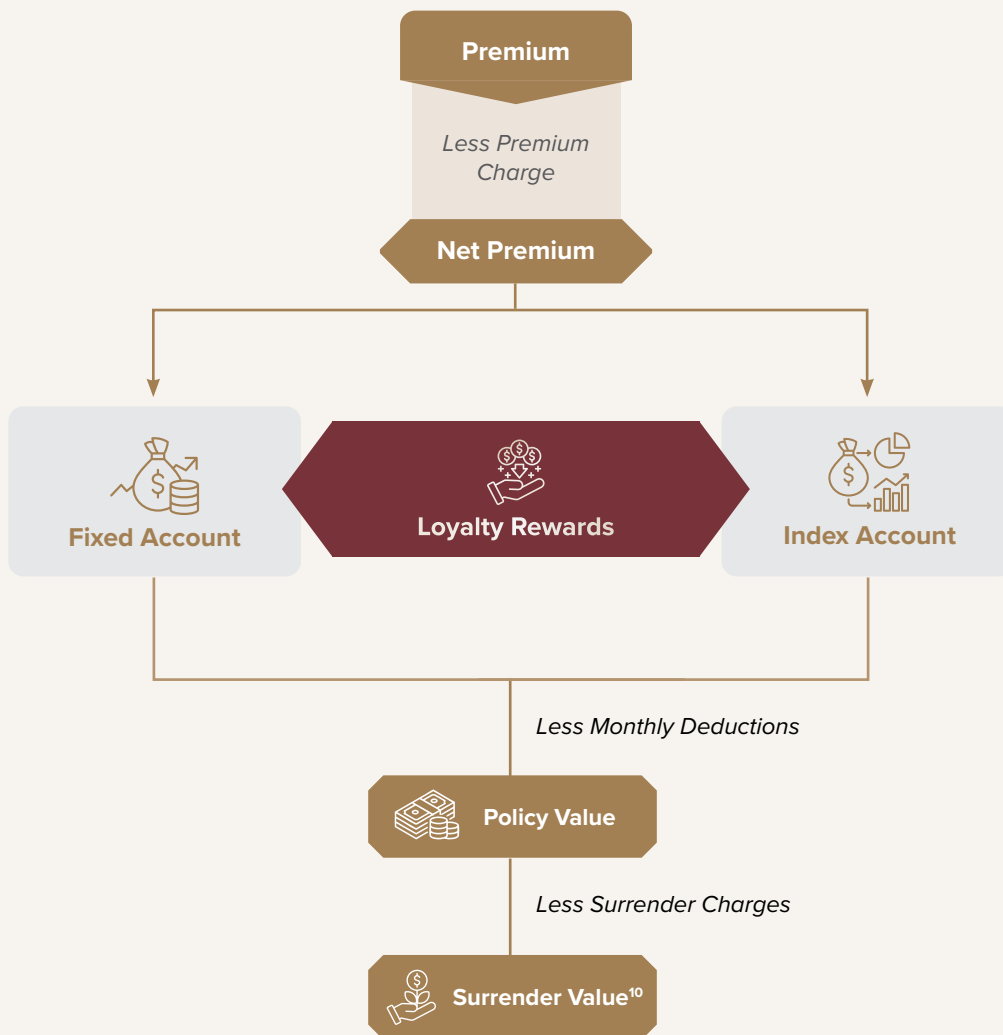 Premium
Less Premium
Charge
Net Premium
Fixed Account
Loyalty Rewards
Index Account
Less Monthly Deductions
Policy Value
Less Surrender Charges
Surrender Value¹⁰